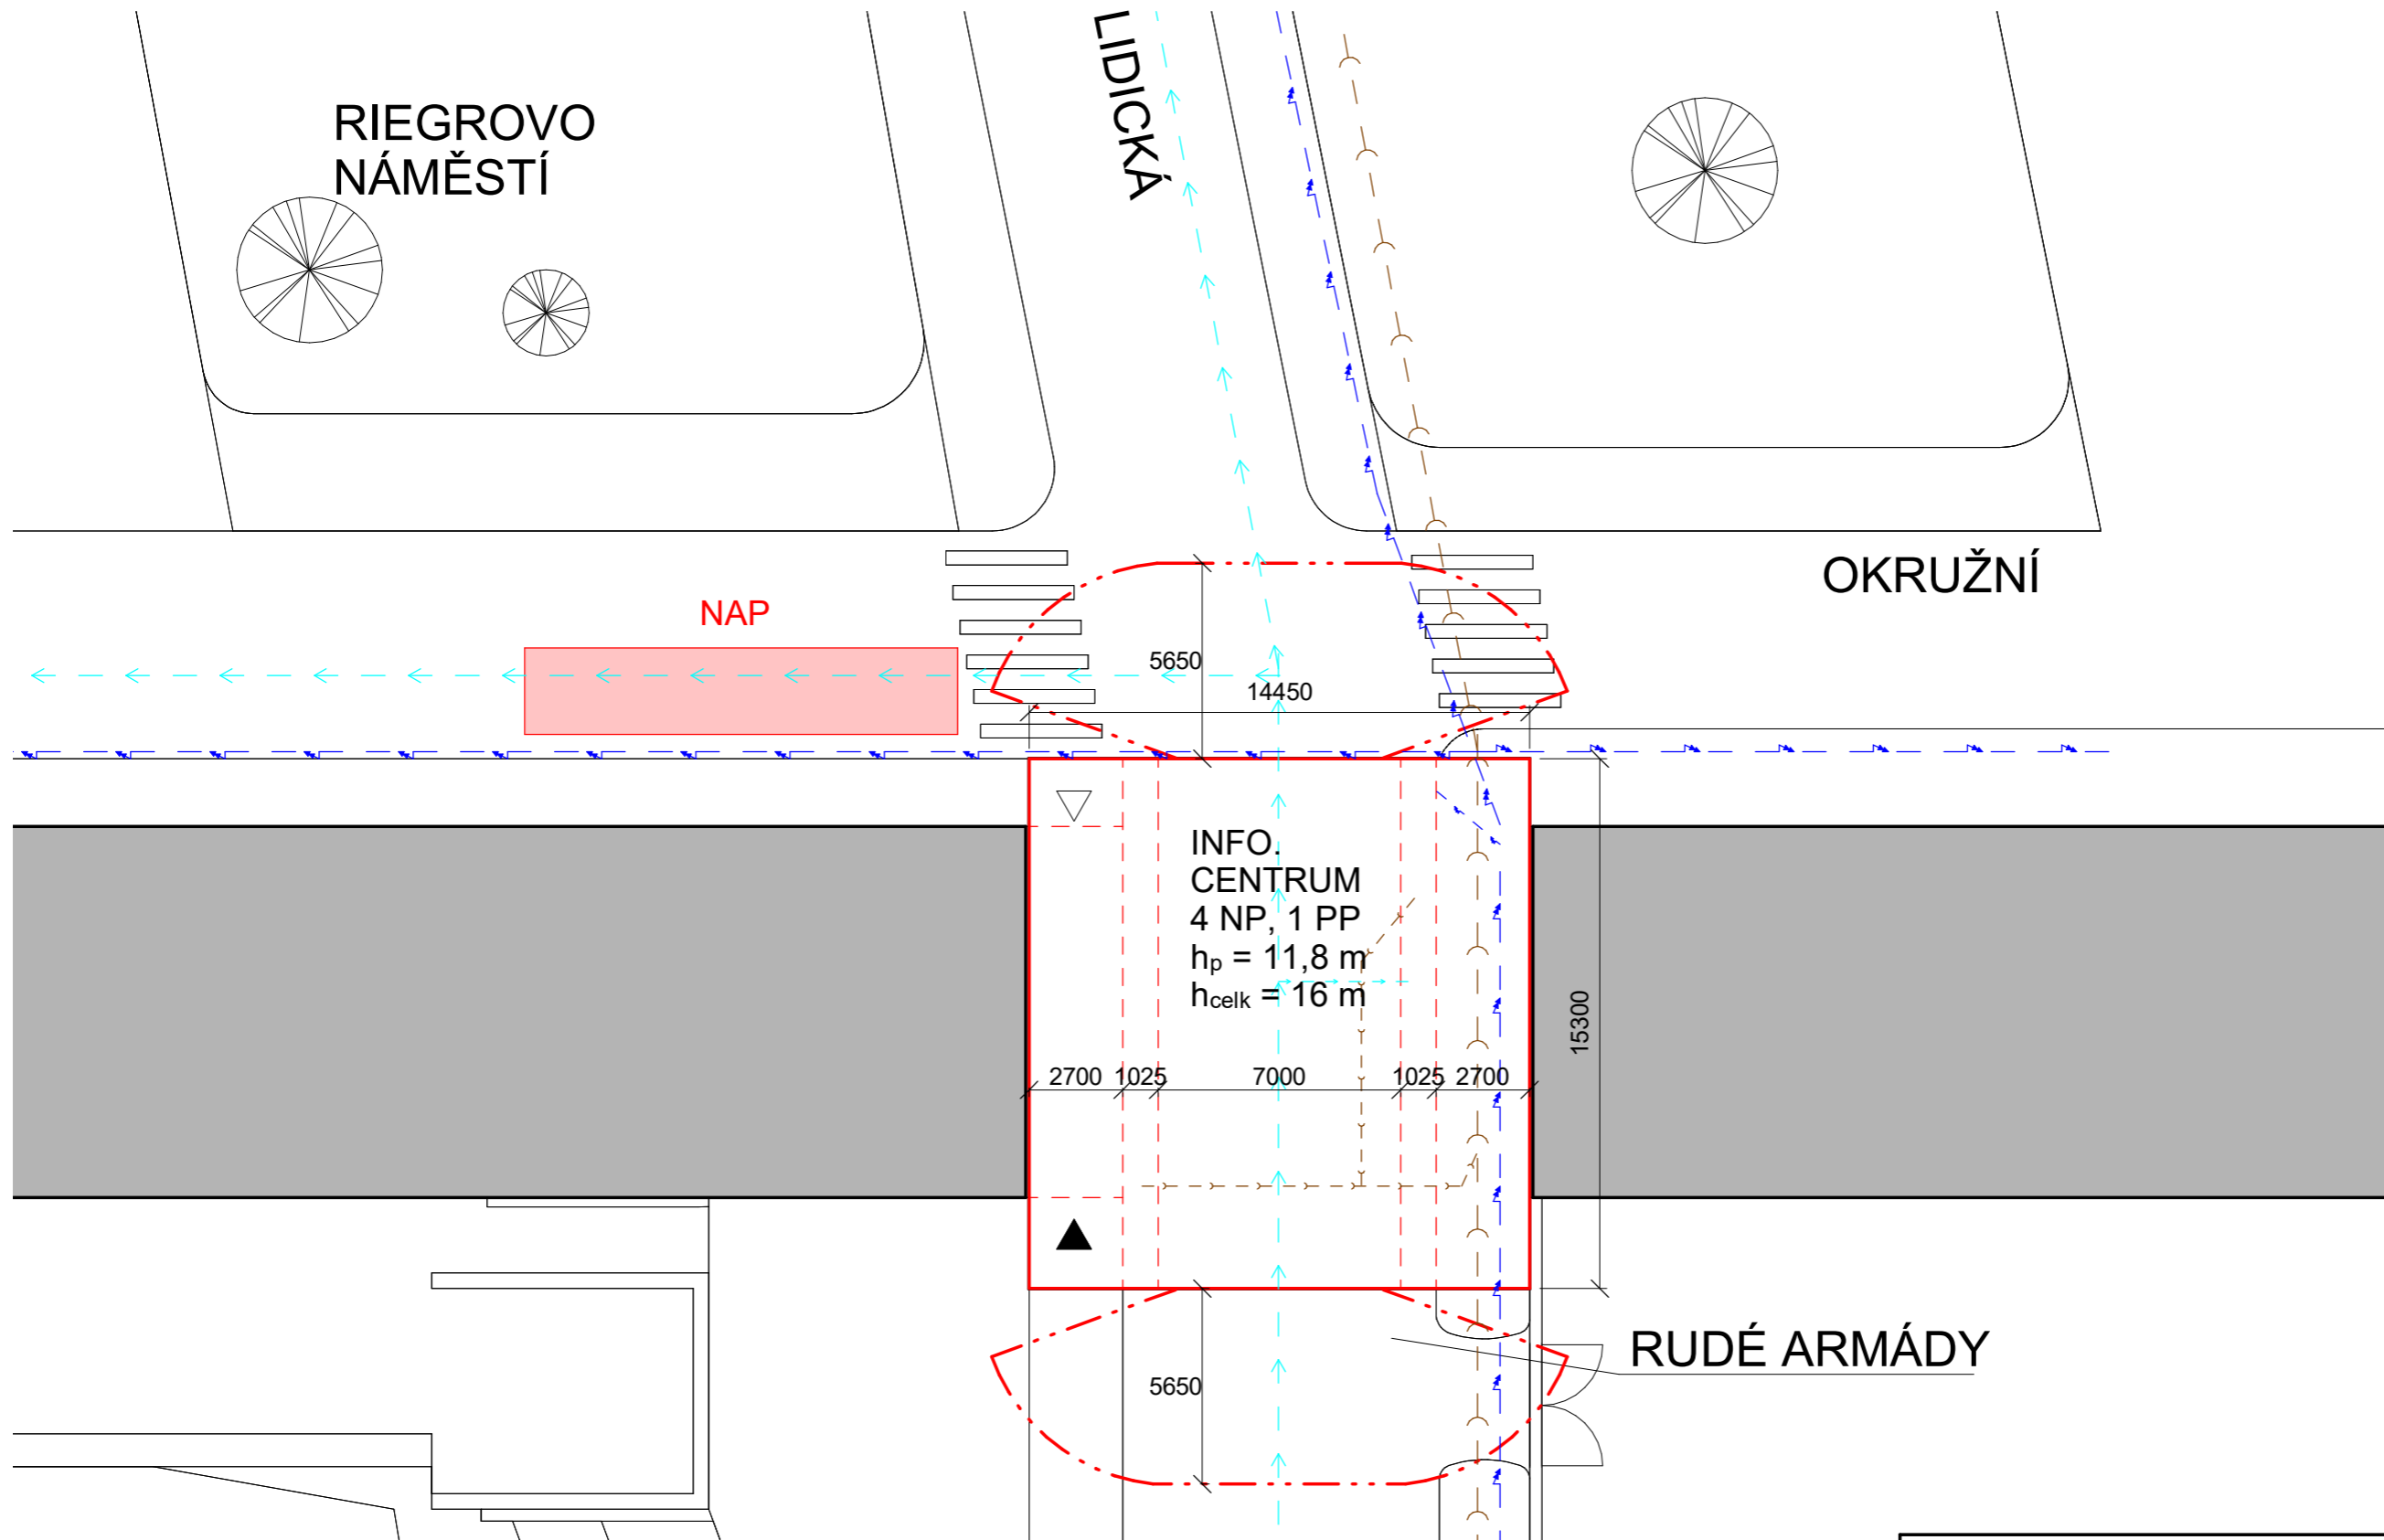 RIEGROVO
NÁMĚSTÍ
LIDICKÁ
OKRUŽNÍ
NAP
5650
14450
INFO.
CENTRUM
4 NP, 1 PP
hp = 11,8 m
hcelk = 16 m
15300
2700 1025 7000 1025 2700
RUDÉ ARMÁDY
5650